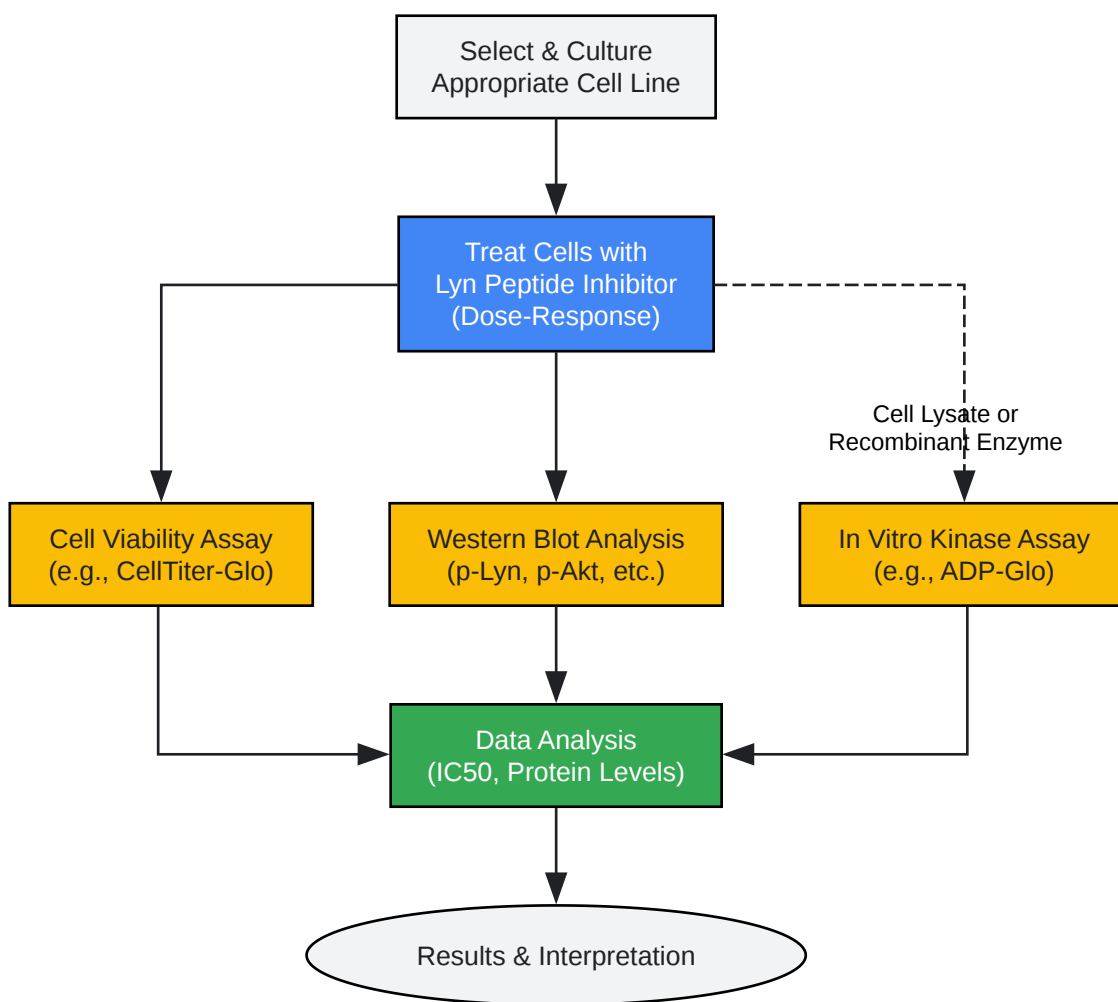 Select & Culture
Appropriate Cell Line
Treat Cells with
Lyn Peptide Inhibitor
(Dose-Response)
Cell Lysate or
Recombinant Enzyme
Cell Viability Assay
(e.g., CellTiter-Glo)
Western Blot Analysis
(p-Lyn, p-Akt, etc.)
In Vitro Kinase Assay
(e.g., ADP-Glo)
Data Analysis
(IC50, Protein Levels)
Results & Interpretation